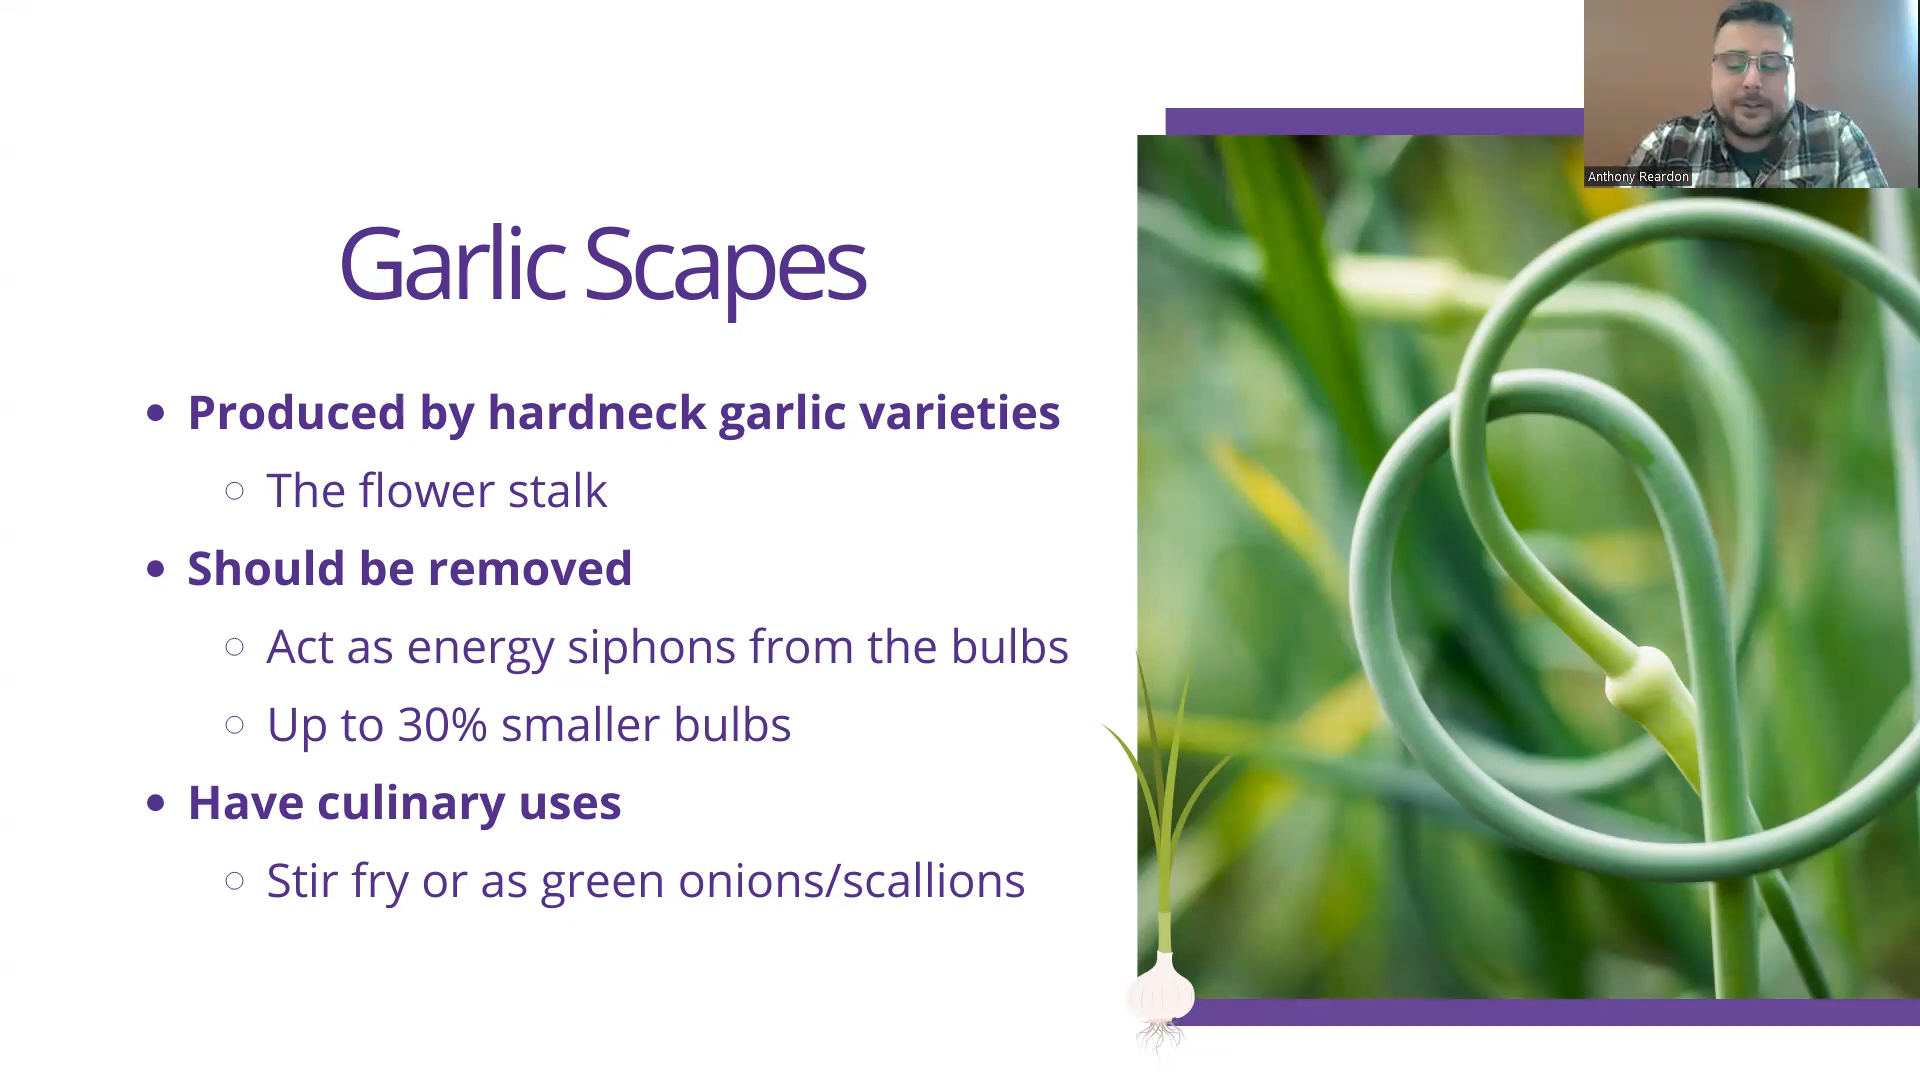 Garlic Scapes
Produced by hardneck garlic varieties
The flower stalk
Should be removed
Act as energy siphons from the bulbs
Up to 30% smaller bulbs
Have culinary uses
Stir fry or as green onions/scallions
Anthony Reardon